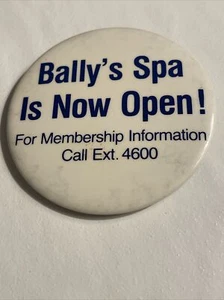 Bally's Spa
Is Now Open!
For Membership Information
Call Ext. 4600